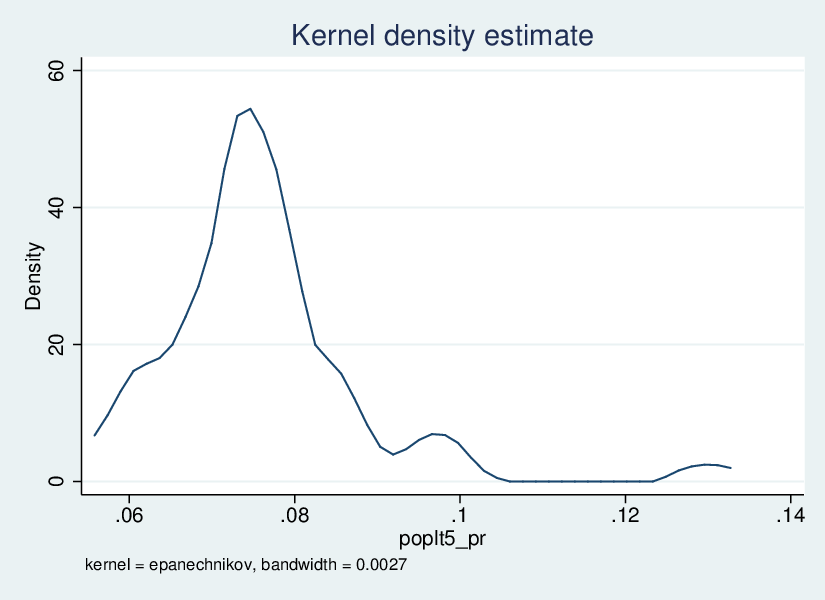 Kernel density estimate
60
40
20
0
Density
.06 .08 .1 .12 .14
poplt5_pr
kernel = epanechnikov, bandwidth = 0.0027